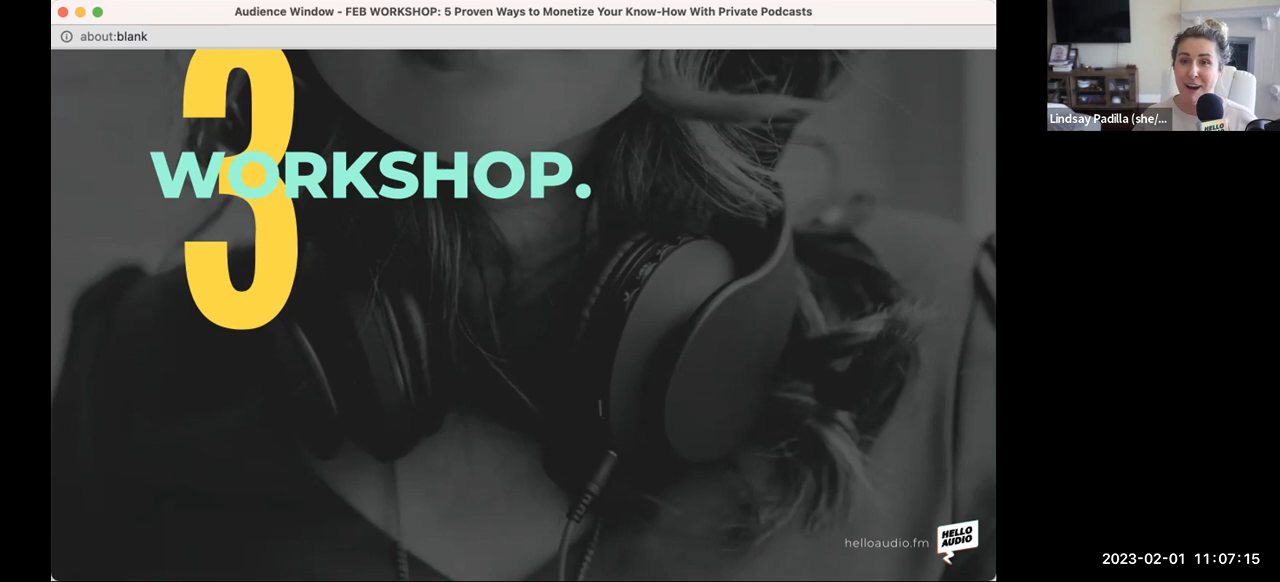 Audience Window - FEB WORKSHOP: 5 Proven Ways to Monetize Your Know-How With Private Podcasts
about:blank
3
WORKSHOP.
helloaudio.fm
HELLO
AUDIO
Lindsay Padilla (she/...
HELLO
2023-02-01 11:07:15